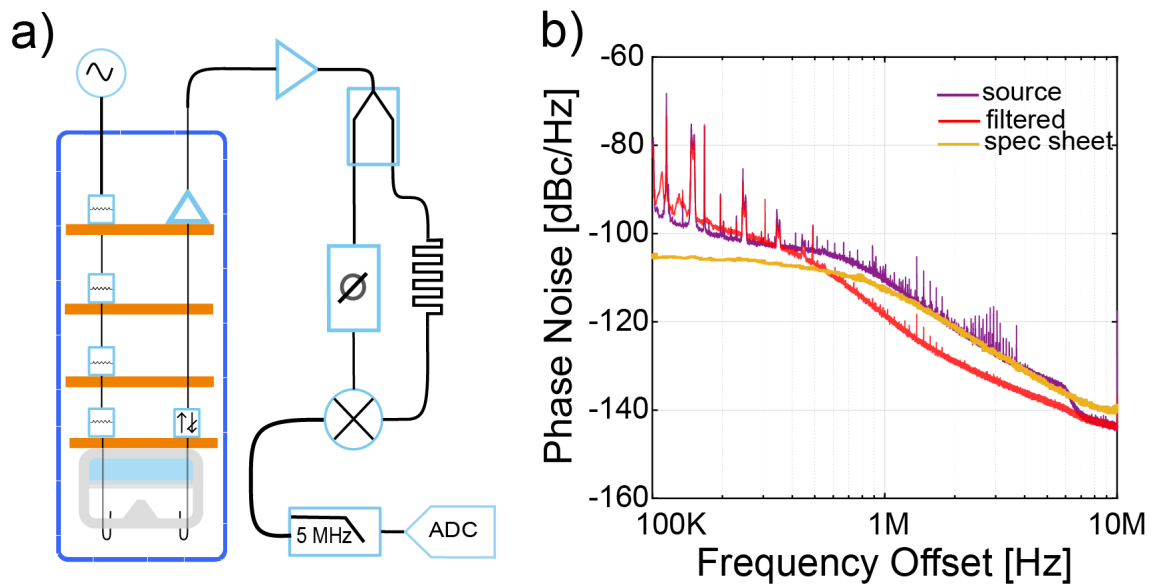 a)
5 MHz
ADC
b)
Phase Noise [dBc/Hz]
-60
-80
-100
-120
-140
-160
source
filtered
spec sheet
100K
1M
10M
Frequency Offset [Hz]